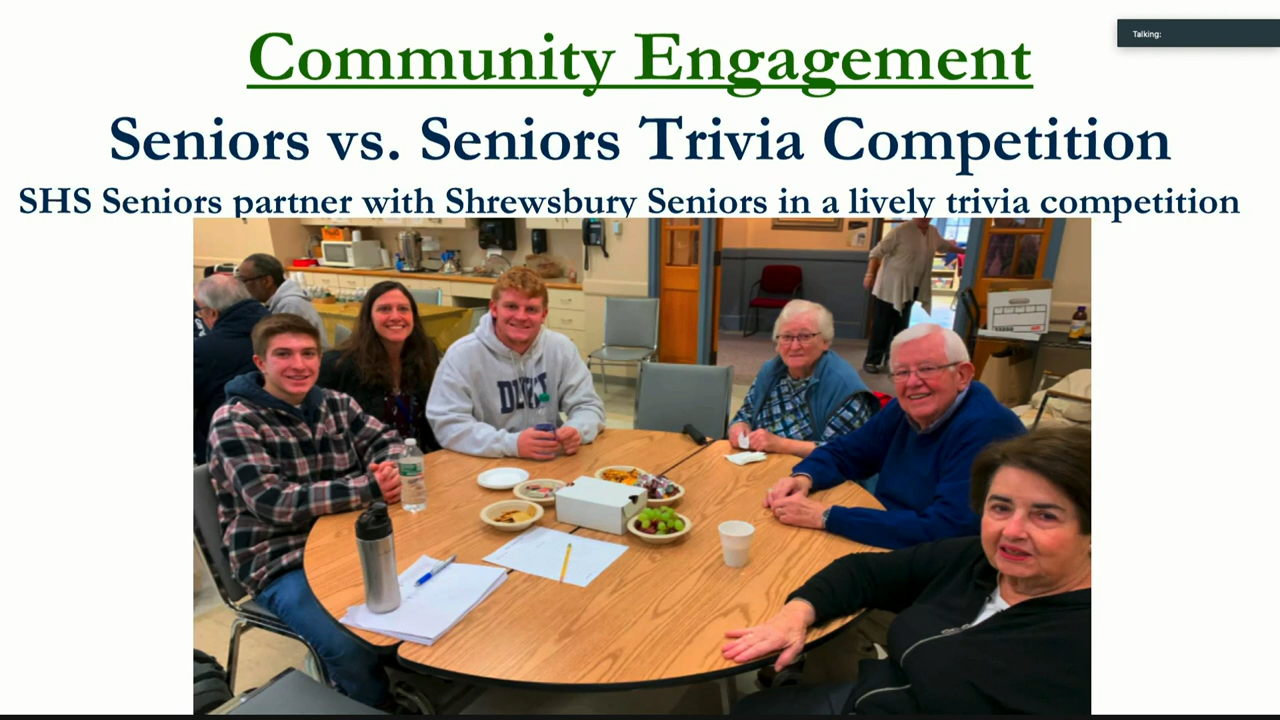 Community Engagement
Talking:
Seniors vs. Seniors Trivia Competition
SHS Seniors partner with Shrewsbury Seniors in a lively trivia competition